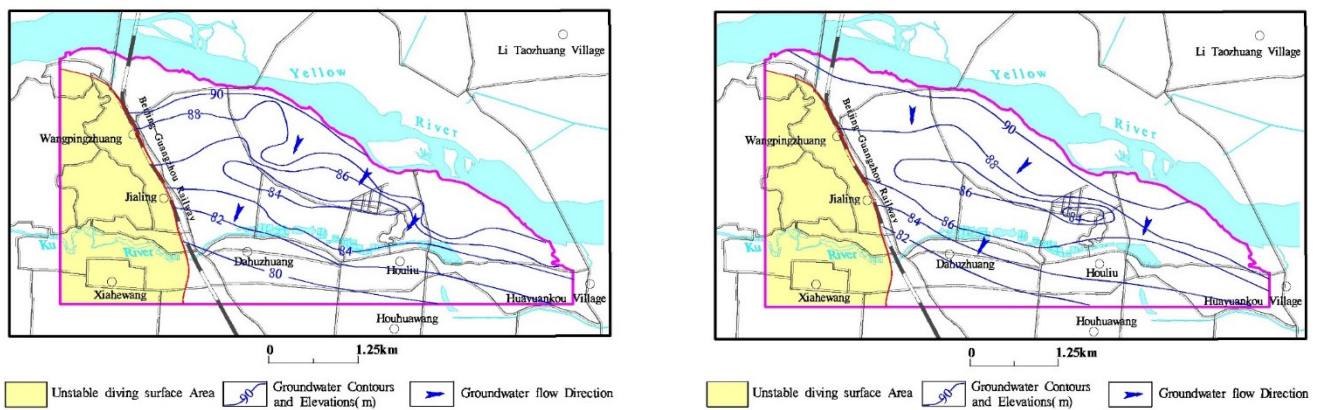 Li Taozhuang Village
Yellow
River
90
88
86
84
82
84
80
Beijing Guangzhou Railway
Wangpingzhuang
Jialing
Ku
River
Dahuzhuang
Houliu
Xiahewang
Huayuankou Village
Houhuawang
0 1.25km
Unstable diving surface Area
90
Groundwater Contours
and Elevations( m)
Groundwater flow Direction
Li Taozhuang Village
Yellow
River
90
88
86
84
86
84
82
Beijing Guangzhou Railway
Wangpingzhuang
Jialing
Ku
River
Dahuzhuang
Houliu
Xiahewang
Huayuankou Village
Houhuawang
0 1.25km
Unstable diving surface Area
90
Groundwater Contours
and Elevations( m)
Groundwater flow Direction